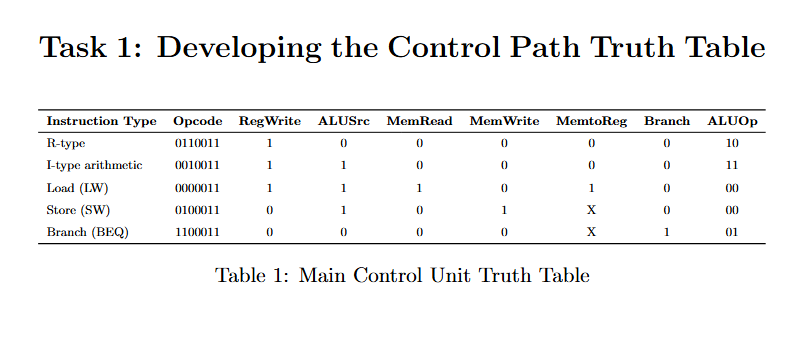 Task 1: Developing the Control Path Truth Table
Instruction Type Opcode RegWrite ALUSrc MemRead MemWrite MemtoReg Branch ALUOp
R-type 0110011 1 0 0 0 0 0 10
I-type arithmetic 0010011 1 1 0 0 0 0 11
Load (LW) 0000011 1 1 1 0 1 0 00
Store (SW) 0100011 0 1 0 1 X 0 00
Branch (BEQ) 1100011 0 0 0 0 X 1 01
Table 1: Main Control Unit Truth Table